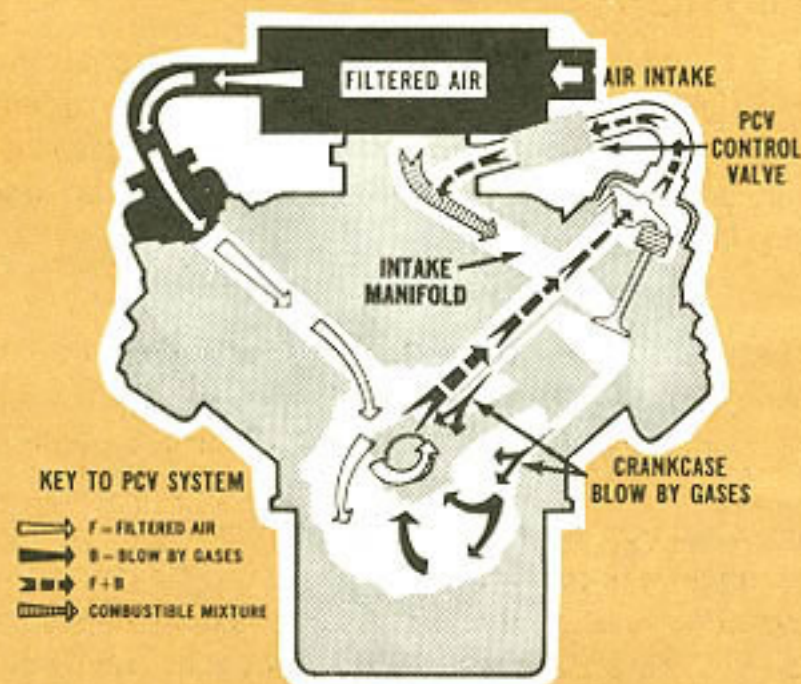 FILTERED AIR
AIR INTAKE
PCV
CONTROL
VALVE
INTAKE
MANIFOLD
CRANKCASE
BLOW BY GASES
KEY TO PCV SYSTEM
F-FILTERED AIR
B-BLOW BY GASES
F+B
COMBUSTIBLE MIXTURE